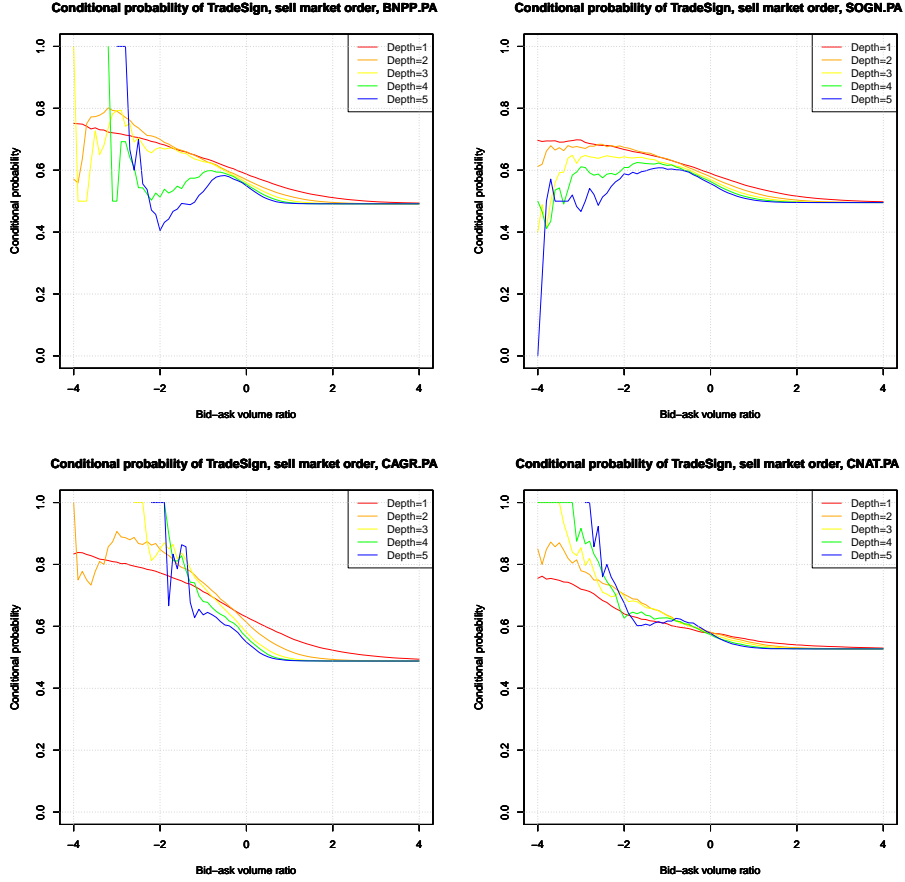 Conditional probability of TradeSign, sell market order, BNPP.PA
Conditional probability
1.0
0.8
0.6
0.4
0.2
0.0
Depth=1
Depth=2
Depth=3
Depth=4
Depth=5
−4 −2 0 2 4
Bid−ask volume ratio
Conditional probability of TradeSign, sell market order, SOGN.PA
Conditional probability
1.0
0.8
0.6
0.4
0.2
0.0
Depth=1
Depth=2
Depth=3
Depth=4
Depth=5
−4 −2 0 2 4
Bid−ask volume ratio
Conditional probability of TradeSign, sell market order, CAGR.PA
Conditional probability
1.0
0.8
0.6
0.4
0.2
0.0
Depth=1
Depth=2
Depth=3
Depth=4
Depth=5
−4 −2 0 2 4
Bid−ask volume ratio
Conditional probability of TradeSign, sell market order, CNAT.PA
Conditional probability
1.0
0.8
0.6
0.4
0.2
0.0
Depth=1
Depth=2
Depth=3
Depth=4
Depth=5
−4 −2 0 2 4
Bid−ask volume ratio